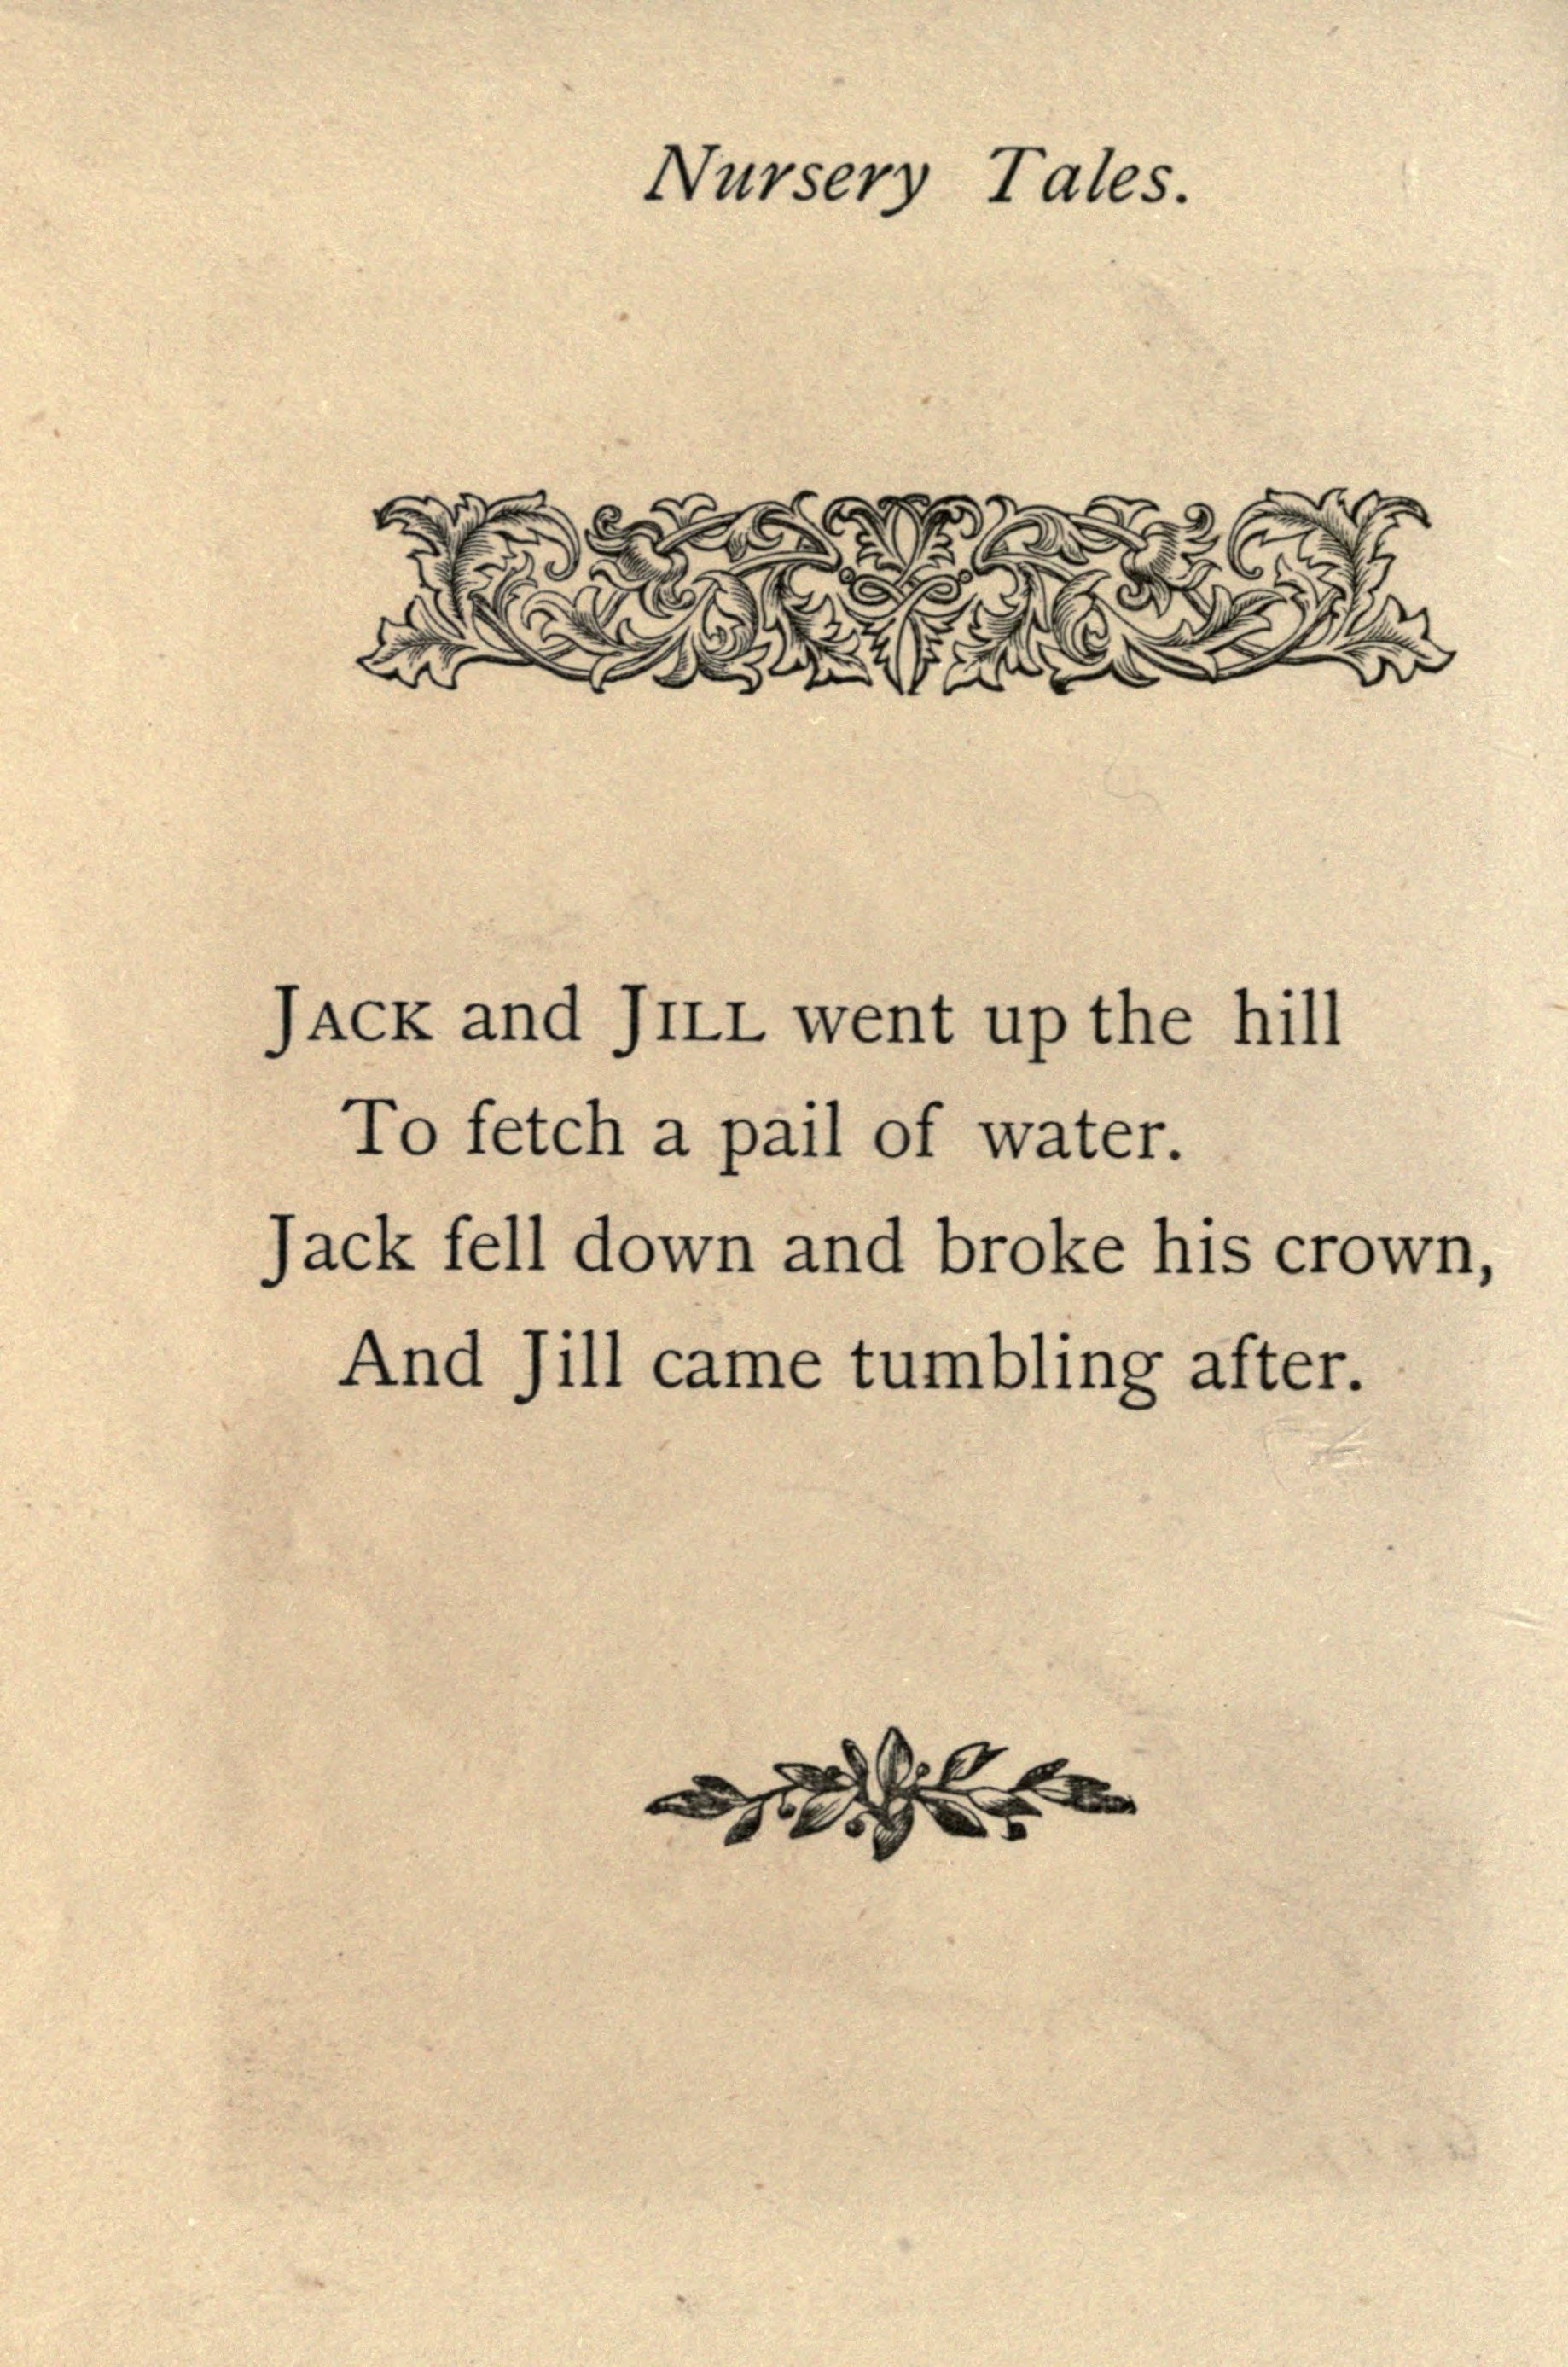 Nursery Tales.
JACK and JILL went up the hill
To fetch a pail of water.
Jack fell down and broke his crown,
And Jill came tumbling after.